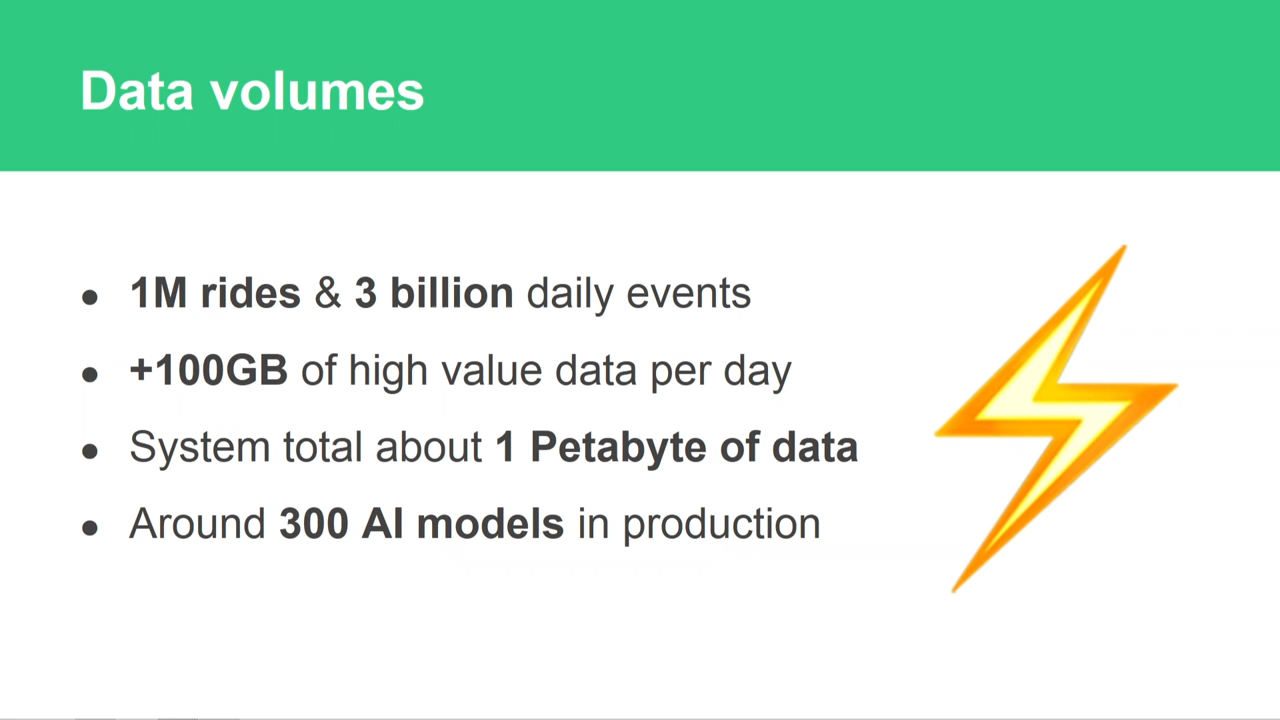 Data volumes
● 1M rides & 3 billion daily events
● +100GB of high value data per day
● System total about 1 Petabyte of data
● Around 300 AI models in production